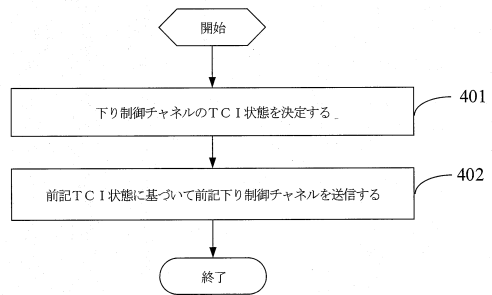 開始
下り制御チャネルのTCI状態を決定する
401
前記TCI状態に基づいて前記下り制御チャネルを送信する
402
終了